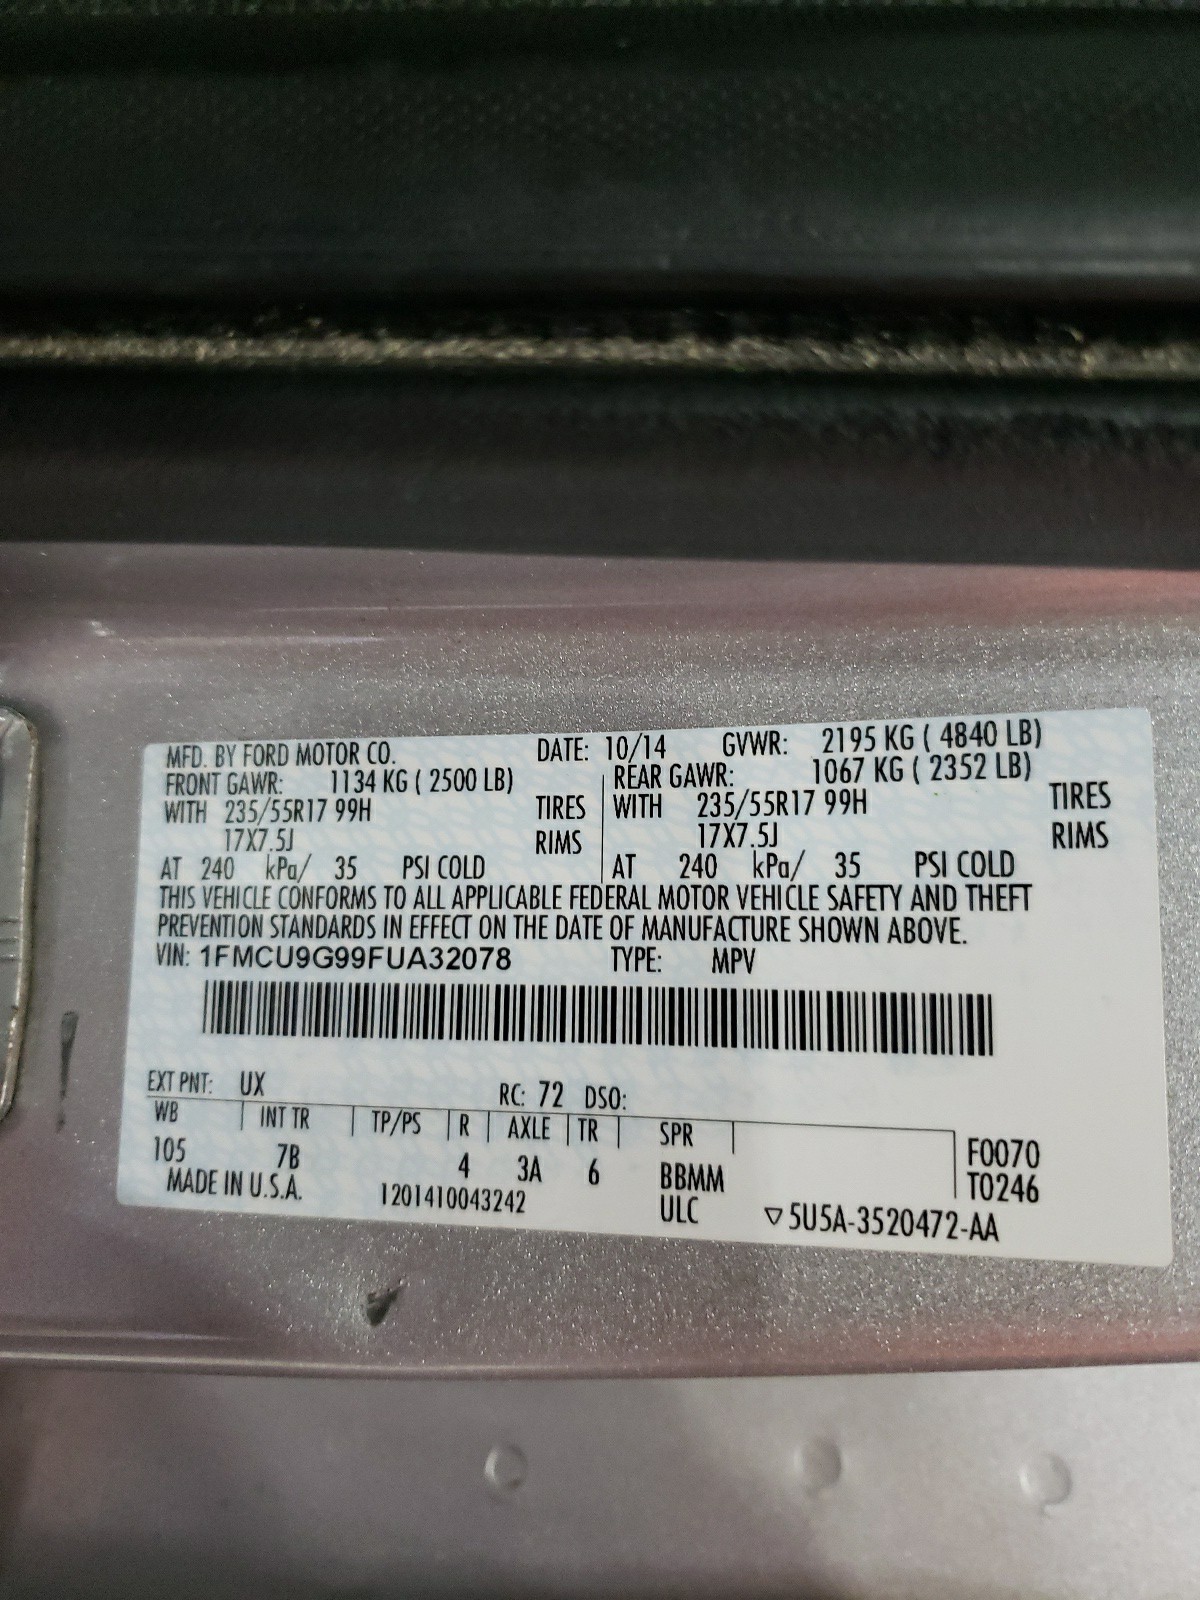 MFD. BY FORD MOTOR CO. DATE: 10/14 GVWR: 2195 KG ( 4840 LB)
FRONT GAWR: 1134 KG ( 2500 LB) REAR GAWR: 1067 KG ( 2352 LB)
WITH 235/55R17 99H TIRES WITH 235/55R17 99H TIRES
17X7.5J RIMS 17X7.5J RIMS
AT 240 kPa/ 35 PSI COLD AT 240 kPa/ 35 PSI COLD
THIS VEHICLE CONFORMS TO ALL APPLICABLE FEDERAL MOTOR VEHICLE SAFETY AND THEFT
PREVENTION STANDARDS IN EFFECT ON THE DATE OF MANUFACTURE SHOWN ABOVE.
VIN: 1FMCU9G99FUA32078 TYPE: MPV
EXT PNT: UX RC: 72 DSO:
WB INT TR TP/PS R AXLE TR SPR
105 7B 4 3A 6 BBMM F0070
MADE IN U.S.A. 1201410043242 ULC T0246
▽5U5A-3520472-AA